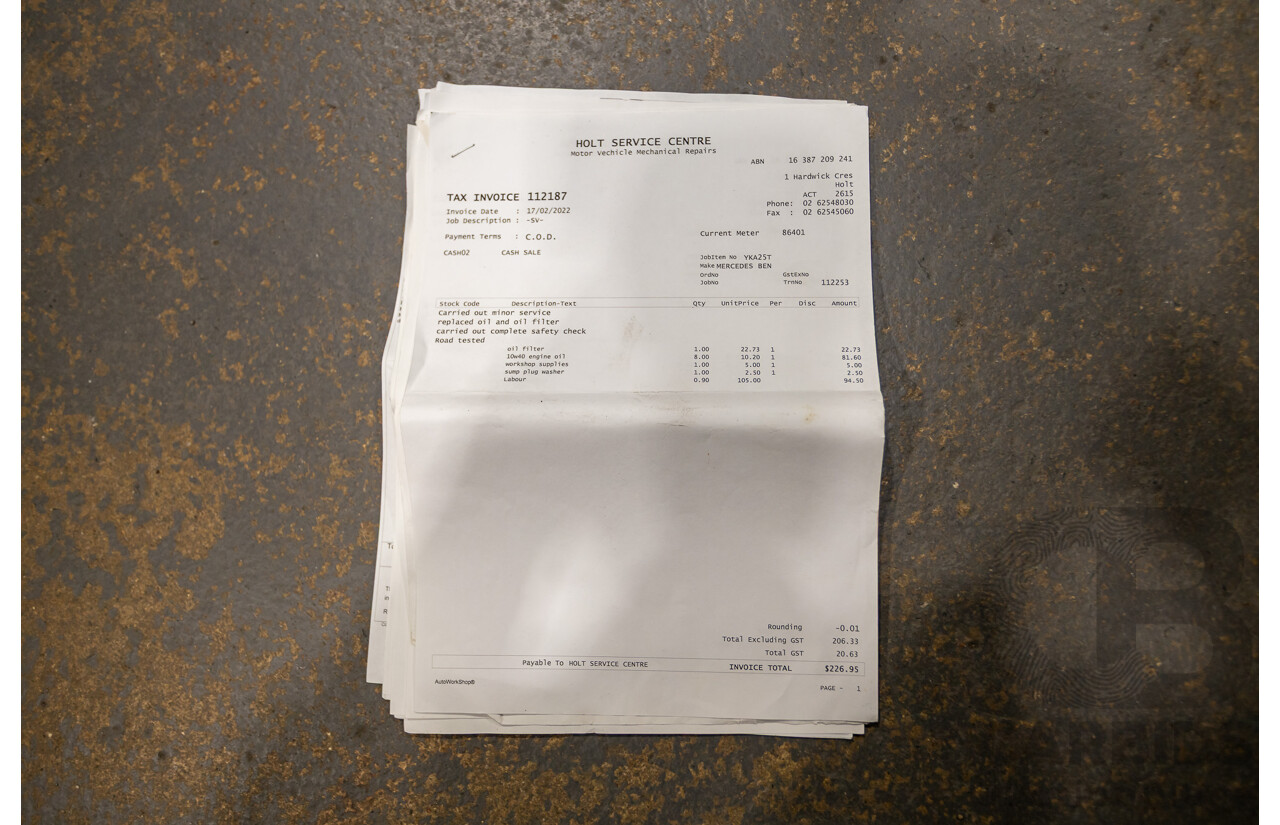 HOLT SERVICE CENTRE
Motor Vechicle Mechanical Repairs
ABN 16 387 209 241
1 Hardwick Cres
Holt
ACT 2615
Phone: 02 62548030
Fax : 02 62545060
TAX INVOICE 112187
Invoice Date : 17/02/2022
Job Description : -SV-
Payment Terms : C.O.D.
Current Meter 86401
CASH02 CASH SALE
JobItem No YKA25T
Make MERCEDES BEN
OrdNo GstExNo
JobNo TrnNo 112253
Stock Code Description-Text Qty UnitPrice Per Disc Amount
Carried out minor service
replaced oil and oil filter
carried out complete safety check
Road tested
oil filter 1.00 22.73 1 22.73
10w40 engine oil 8.00 10.20 1 81.60
workshop supplies 1.00 5.00 1 5.00
sump plug washer 1.00 2.50 1 2.50
Labour 0.90 105.00 94.50
Rounding -0.01
Total Excluding GST 206.33
Total GST 20.63
Payable To HOLT SERVICE CENTRE INVOICE TOTAL $226.95
AutoWorkShop®
PAGE - 1